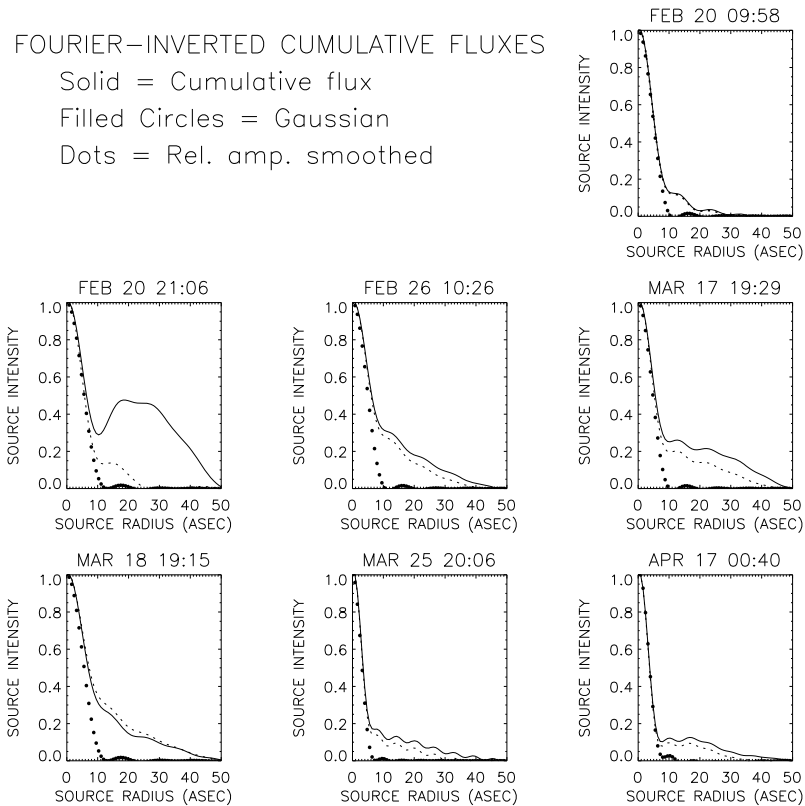 FOURIER-INVERTED CUMULATIVE FLUXES
Solid = Cumulative flux
Filled Circles = Gaussian
Dots = Rel. amp. smoothed
FEB 20 09:58
SOURCE INTENSITY
1.0
0.8
0.6
0.4
0.2
0.0
0 10 20 30 40 50
SOURCE RADIUS (ASEC)
FEB 20 21:06
SOURCE INTENSITY
1.0
0.8
0.6
0.4
0.2
0.0
0 10 20 30 40 50
SOURCE RADIUS (ASEC)
FEB 26 10:26
SOURCE INTENSITY
1.0
0.8
0.6
0.4
0.2
0.0
0 10 20 30 40 50
SOURCE RADIUS (ASEC)
MAR 17 19:29
SOURCE INTENSITY
1.0
0.8
0.6
0.4
0.2
0.0
0 10 20 30 40 50
SOURCE RADIUS (ASEC)
MAR 18 19:15
SOURCE INTENSITY
1.0
0.8
0.6
0.4
0.2
0.0
0 10 20 30 40 50
SOURCE RADIUS (ASEC)
MAR 25 20:06
SOURCE INTENSITY
1.0
0.8
0.6
0.4
0.2
0.0
0 10 20 30 40 50
SOURCE RADIUS (ASEC)
APR 17 00:40
SOURCE INTENSITY
1.0
0.8
0.6
0.4
0.2
0.0
0 10 20 30 40 50
SOURCE RADIUS (ASEC)